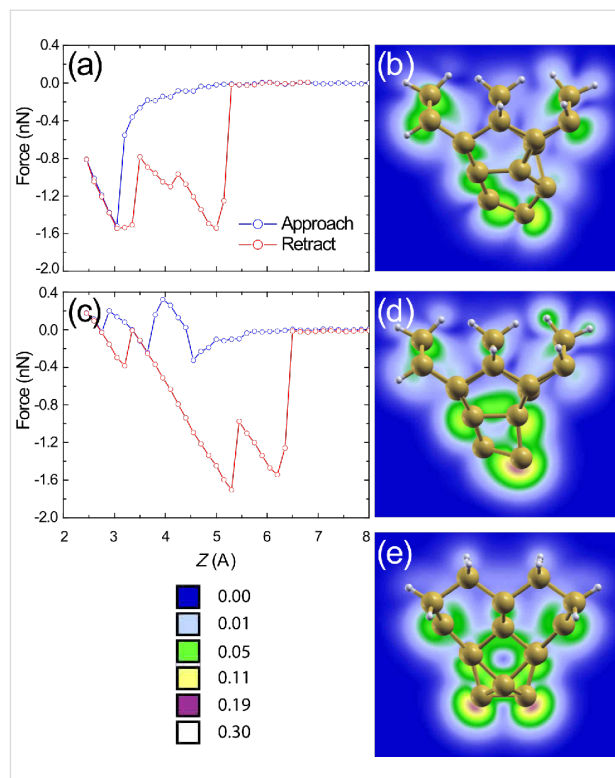 (a)
0.4
0.0
-0.4
-0.8
-1.2
-1.6
-2.0
Force (nN)
Approach
Retract
(b)
(c)
0.4
0.0
-0.4
-0.8
-1.2
-1.6
-2.0
Force (nN)
2 3 4 5 6 7 8
Z (A)
(d)
(e)
0.00
0.01
0.05
0.11
0.19
0.30